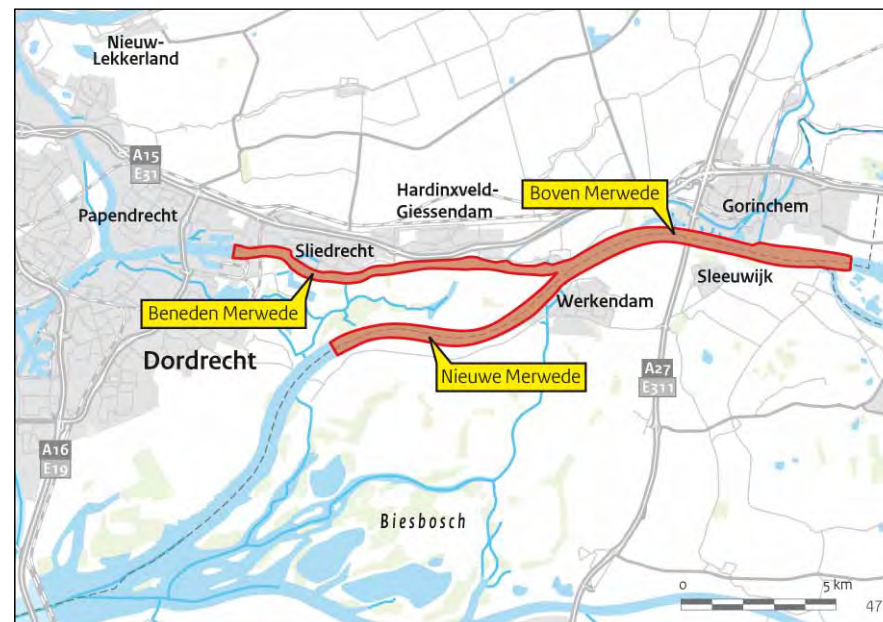 Nieuw-
Lekkerland
A15
E31
Papendrecht
Hardinxveld-
Giessendam
Boven Merwede
Gorinchem
Sliedrecht
Beneden Merwede
Werkendam
Sleeuwijk
Dordrecht
Nieuwe Merwede
A27
E311
A16
E19
Biesbosch
0
5 km
47